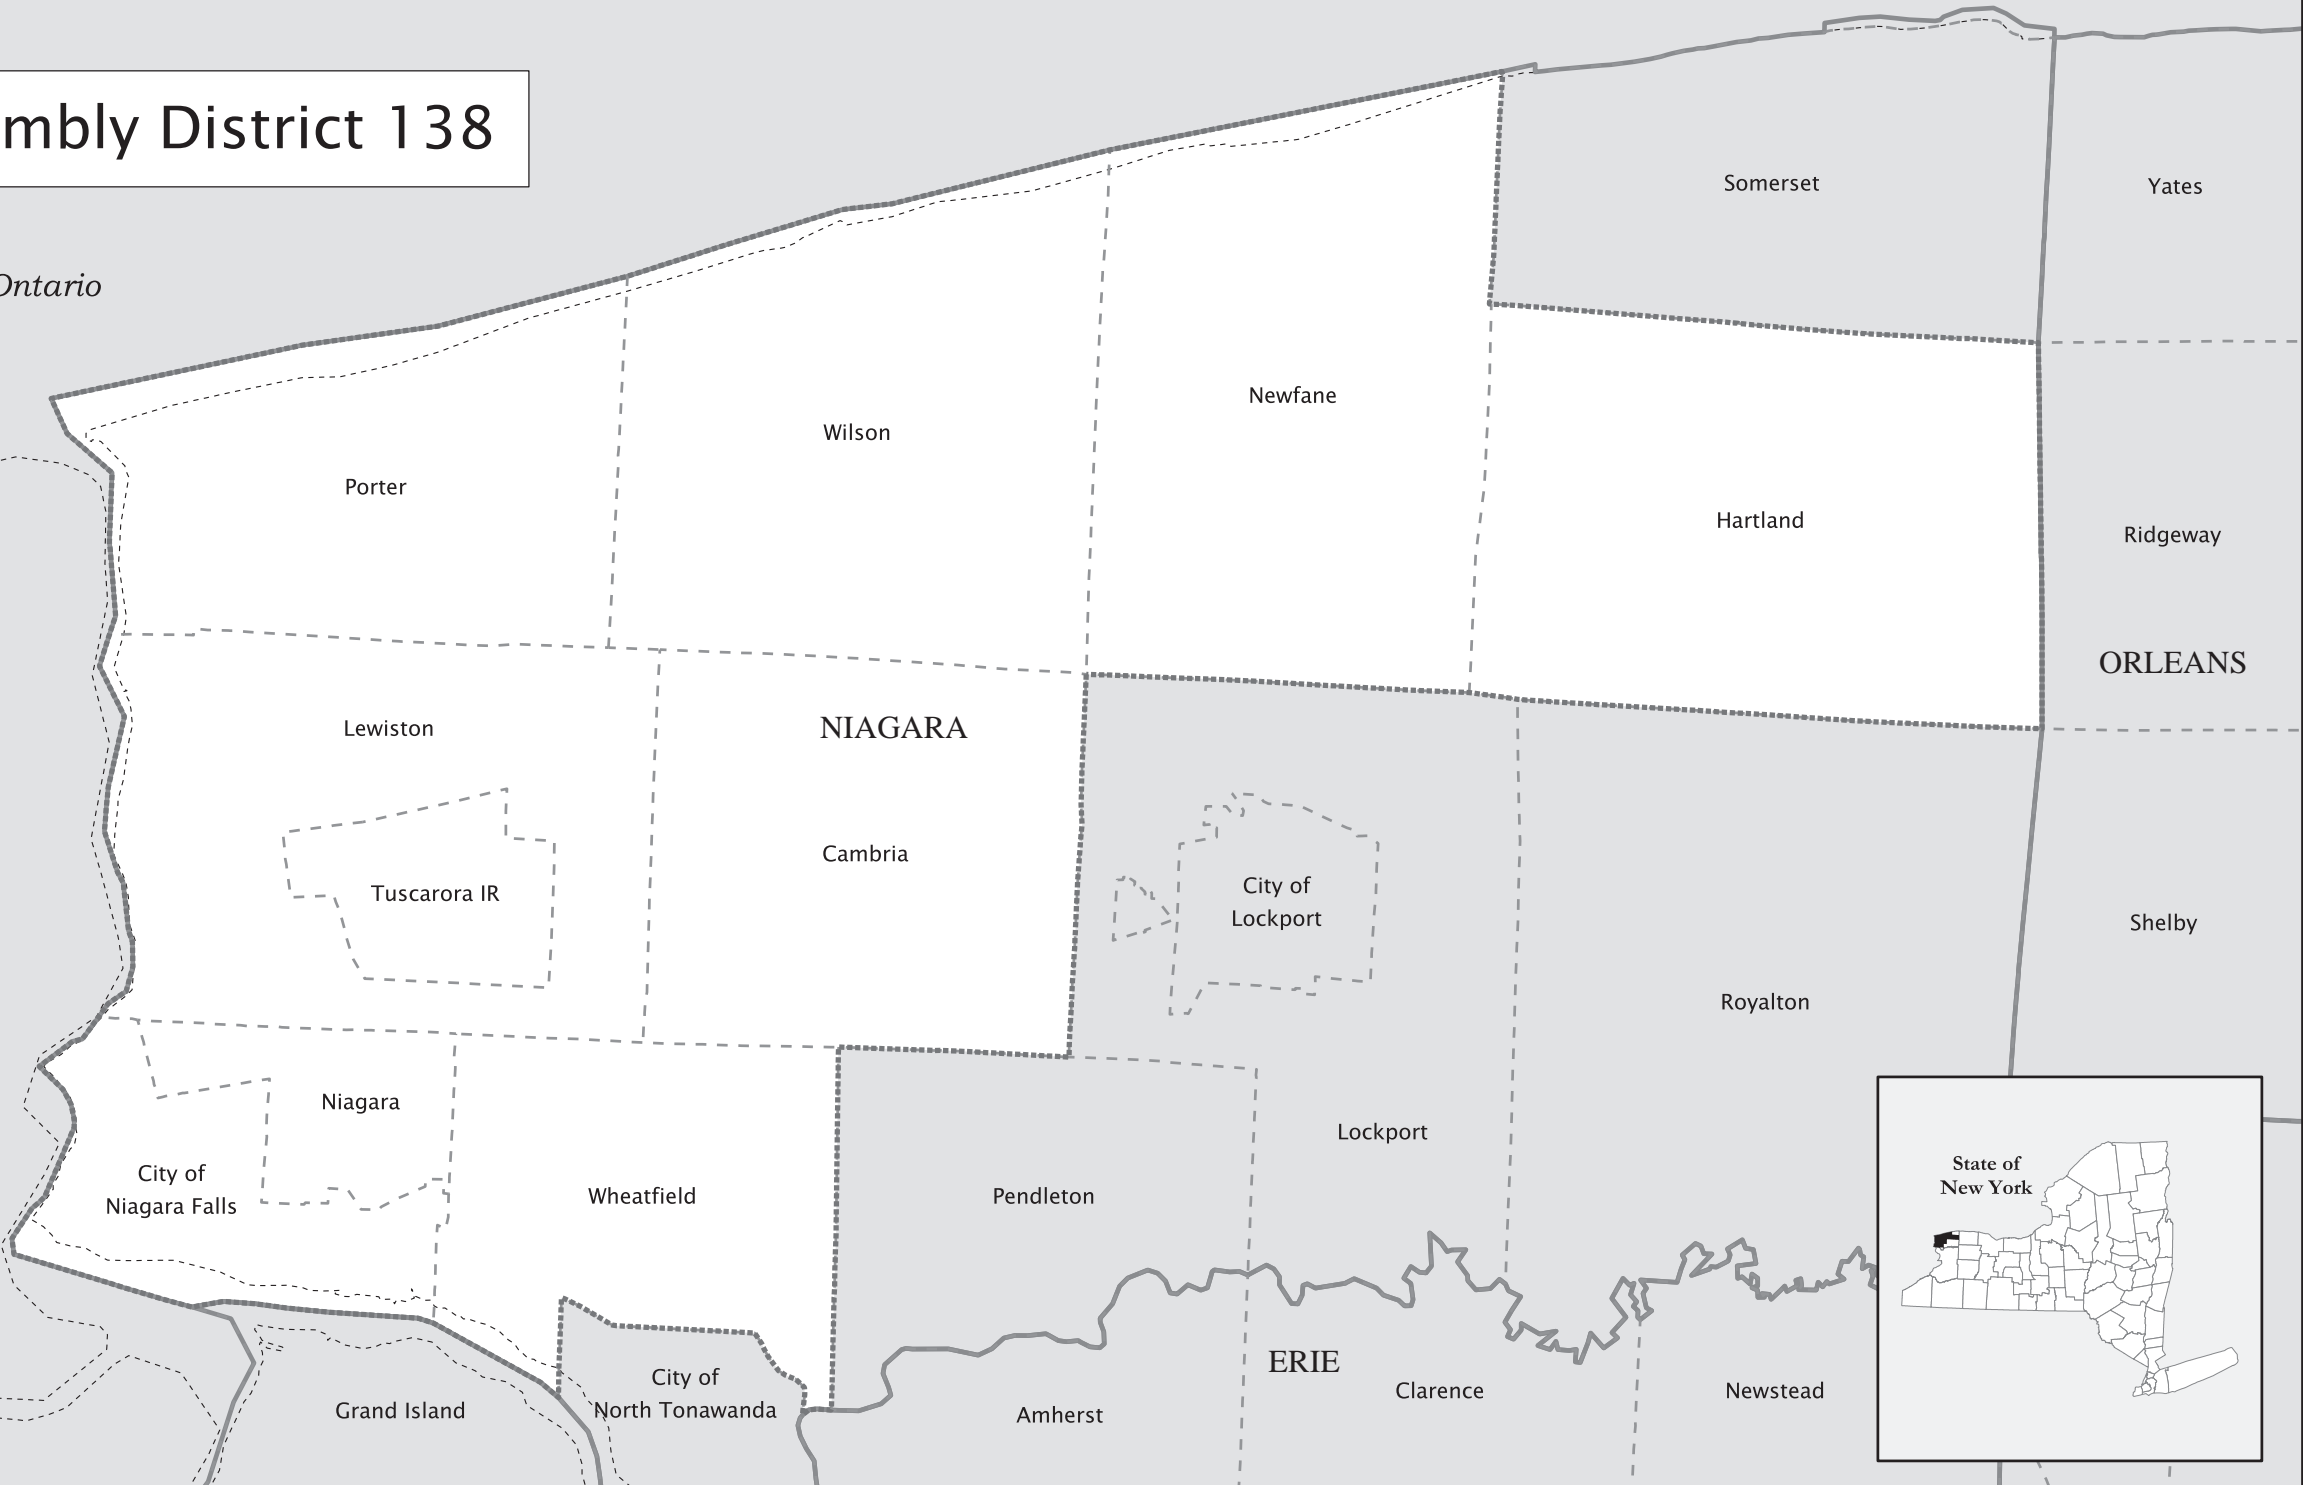 mbly District 138
Somerset
Yates
Ontario
Newfane
Wilson
Porter
Hartland
Ridgeway
ORLEANS
Lewiston
NIAGARA
Cambria
Tuscarora IR
City of
Lockport
Shelby
Royalton
Niagara
Lockport
City of
Niagara Falls
Wheatfield
Pendleton
State of
New York
ERIE
City of
North Tonawanda
Clarence
Newstead
Grand Island
Amherst